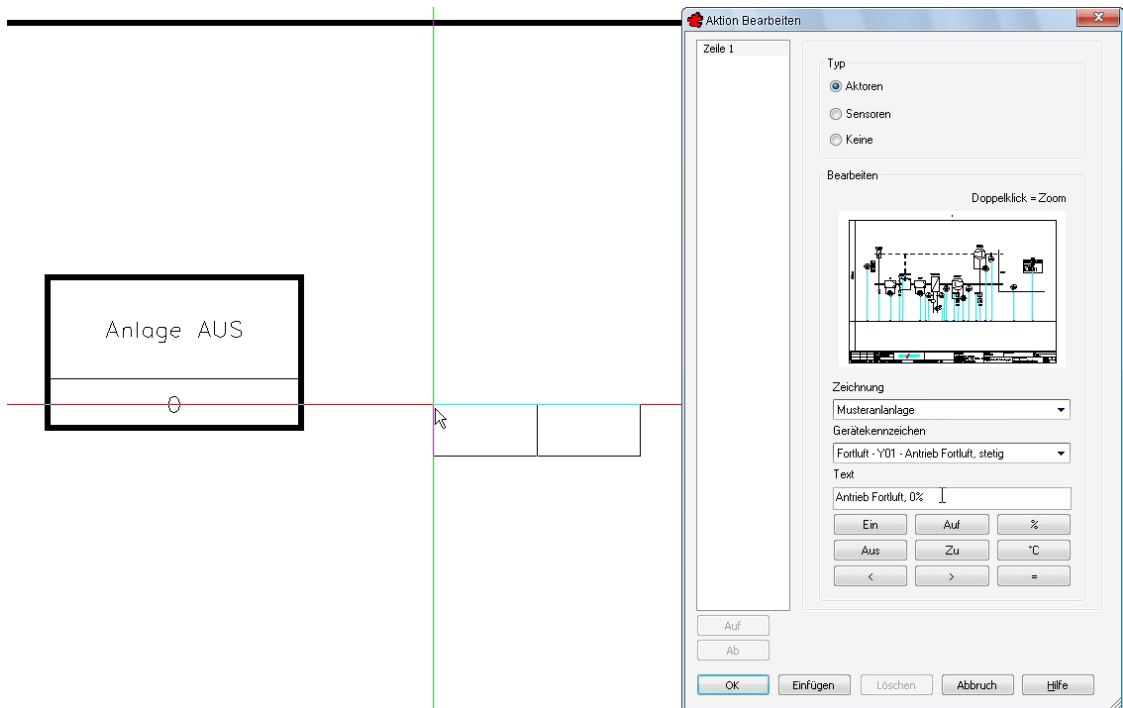 Aktion Bearbeiten
Zeile 1
Typ
Aktoren
Sensoren
Keine
Bearbeiten
Doppelklick = Zoom
Zeichnung
Musteranlanlage
Gerätekennzeichen
Fortluft - Y01 - Antrieb Fortluft, stetig
Text
Antrieb Fortluft, 0%
Ein Auf %
Aus Zu °C
< > =
Auf
Ab
OK Einfügen Löschen Abbruch Hilfe
Anlage AUS
0